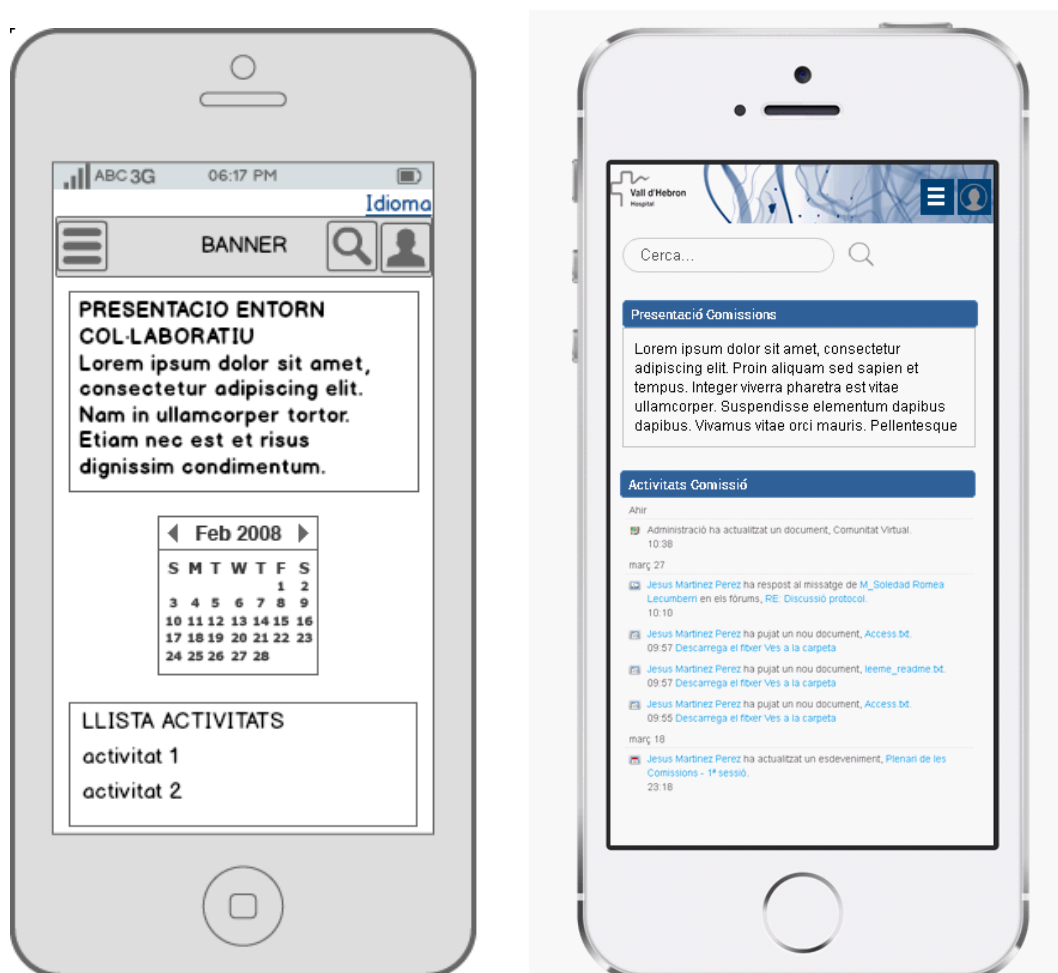 ABC 3G 06:17 PM
Idioma
BANNER
PRESENTACIO ENTORN
COL·LABORATIU
Lorem ipsum dolor sit amet,
consectetur adipiscing elit.
Nam in ullamcorper tortor.
Etiam nec est et risus
dignissim condimentum.
Feb 2008
S M T W T F S
1 2
3 4 5 6 7 8 9
10 11 12 13 14 15 16
17 18 19 20 21 22 23
24 25 26 27 28
LLISTA ACTIVITATS
activitat 1
activitat 2
Vall d'Hebron
Hospital
Cerca...
Presentació Comissions
Lorem ipsum dolor sit amet, consectetur
adipiscing elit. Proin aliquam sed sapien et
tempus. Integer viverra pharetra est vitae
ullamcorper. Suspendisse elementum dapibus
dapibus. Vivamus vitae orci mauris. Pellentesque
Activitats Comissió
Ahir
Administració ha actualitzat un document, Comunitat Virtual.
10:38
març 27
Jesus Martinez Perez ha respost al missatge de M_Soledad Romea
Lecumberri en els fòrums, RE: Discussió protocol.
10:10
Jesus Martinez Perez ha pujat un nou document, Access.txt.
09:57 Descarrega el fitxer Ves a la carpeta
Jesus Martinez Perez ha pujat un nou document, leeme_readme.txt.
09:57 Descarrega el fitxer Ves a la carpeta
Jesus Martinez Perez ha pujat un nou document, Access.txt.
09:55 Descarrega el fitxer Ves a la carpeta
març 18
Jesus Martinez Perez ha actualitzat un esdeveniment, Plenari de les
Comissions - 1ª sessió.
23:18